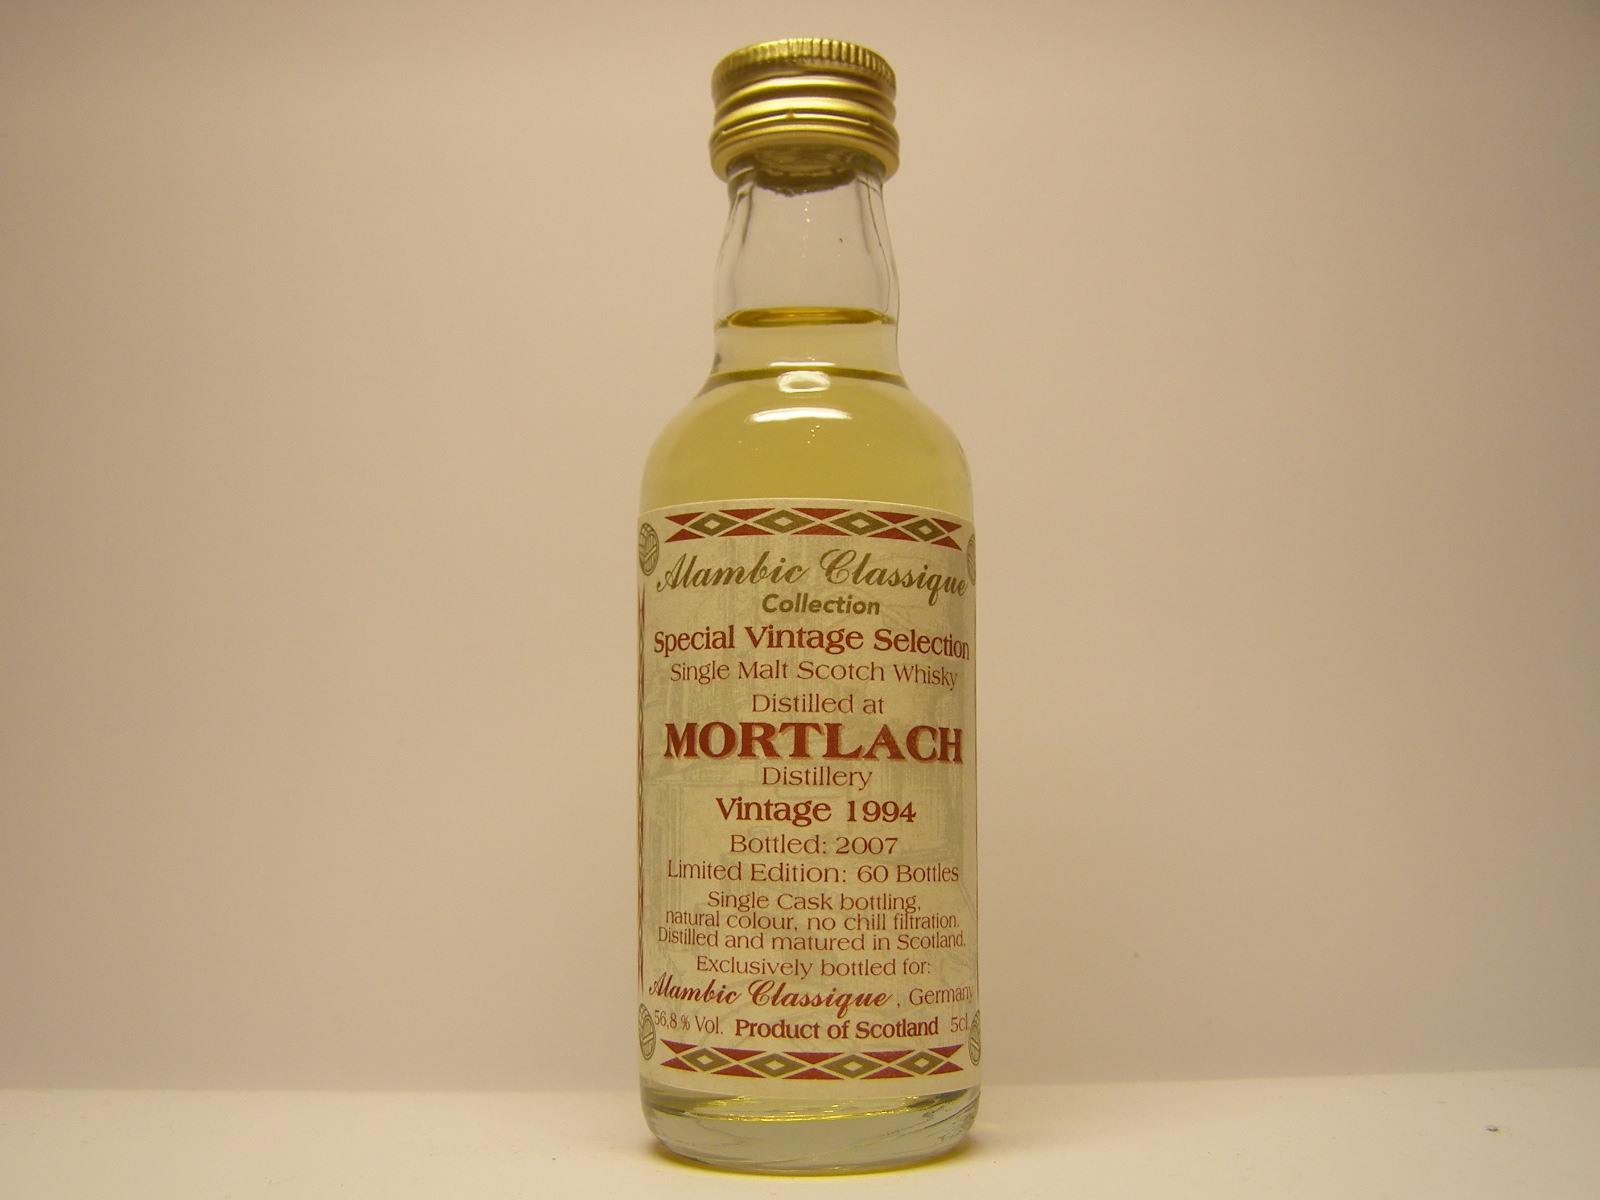 Alambic Classique
Collection
Special Vintage Selection
Single Malt Scotch Whisky
Distilled at
MORTLACH
Distillery
Vintage 1994
Bottled: 2007
Limited Edition: 60 Bottles
Single Cask bottling,
natural colour, no chill filtration.
Distilled and matured in Scotland.
Exclusively bottled for:
Alambic Classique , Germany
56,8 % Vol. Product of Scotland 5cl.